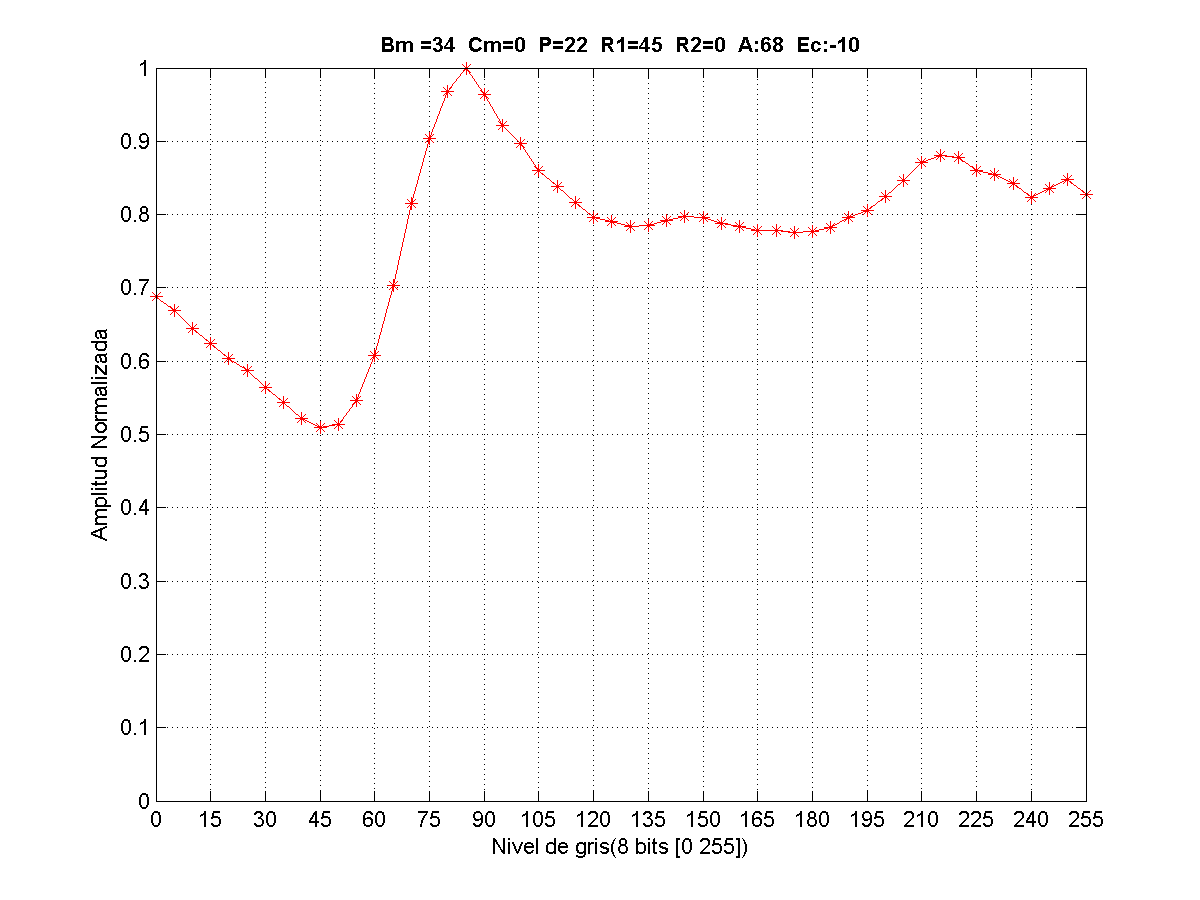 Bm =34  Cm=0  P=22  R1=45  R2=0  A:68  Ec:-10
1
0.9
0.8
0.7
0.6
0.5
0.4
0.3
0.2
0.1
0
Amplitud Normalizada
0 15 30 45 60 75 90 105 120 135 150 165 180 195 210 225 240 255
Nivel de gris(8 bits [0 255])